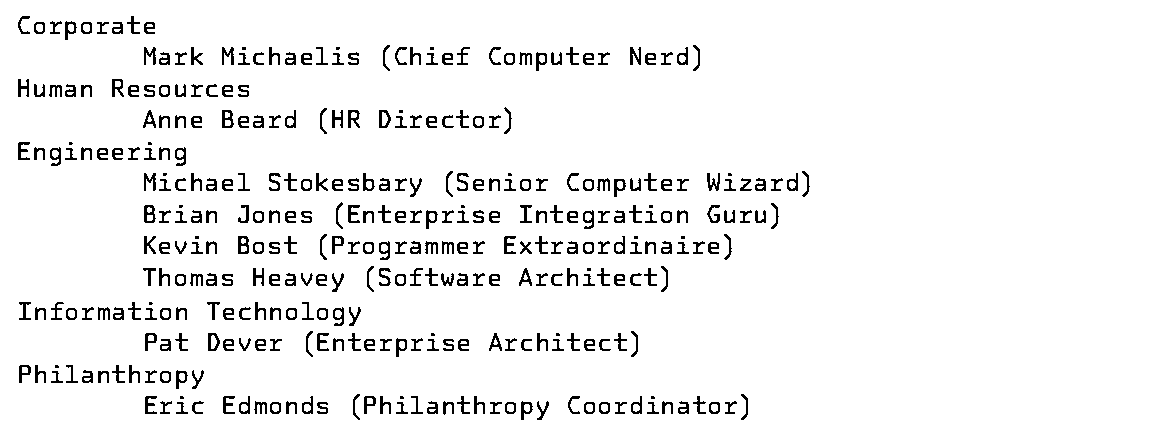 Corporate
Mark Michaelis (Chief Computer Nerd)
Human Resources
Anne Beard (HR Director)
Engineering
Michael Stokesbary (Senior Computer Wizard)
Brian Jones (Enterprise Integration Guru)
Kevin Bost (Programmer Extraordinaire)
Thomas Heavey (Software Architect)
Information Technology
Pat Dever (Enterprise Architect)
Philanthropy
Eric Edmonds (Philanthropy Coordinator)